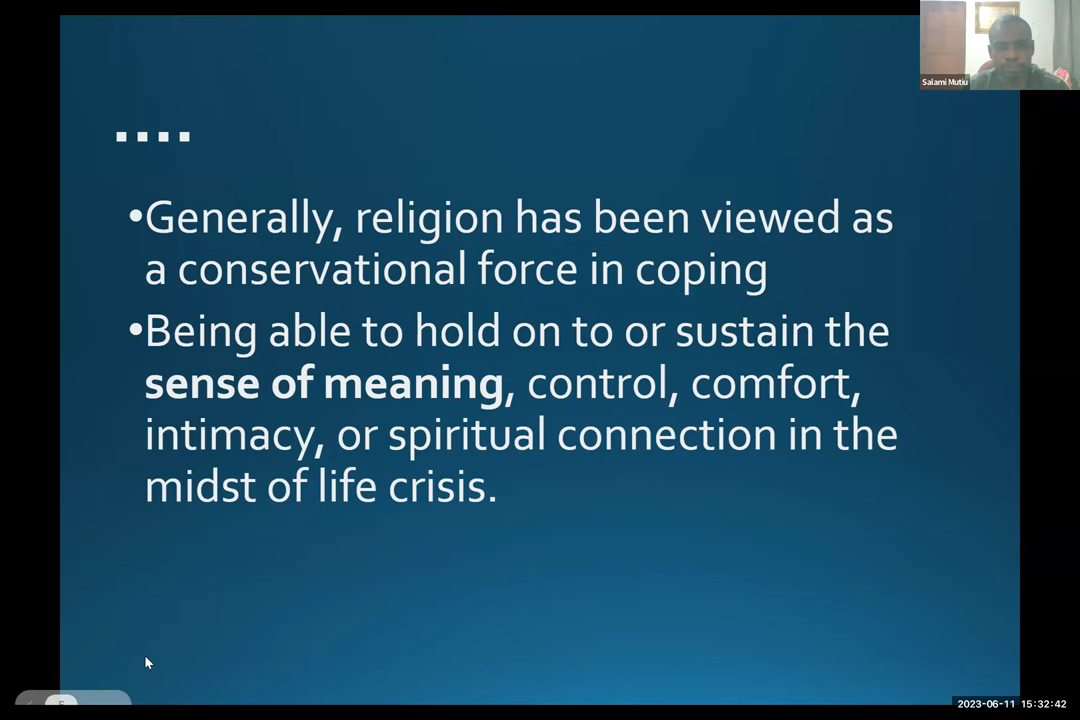 Salami Mutiu
....
•Generally, religion has been viewed as
a conservational force in coping
•Being able to hold on to or sustain the
sense of meaning, control, comfort,
intimacy, or spiritual connection in the
midst of life crisis.
5
2023-06-11 15:32:42